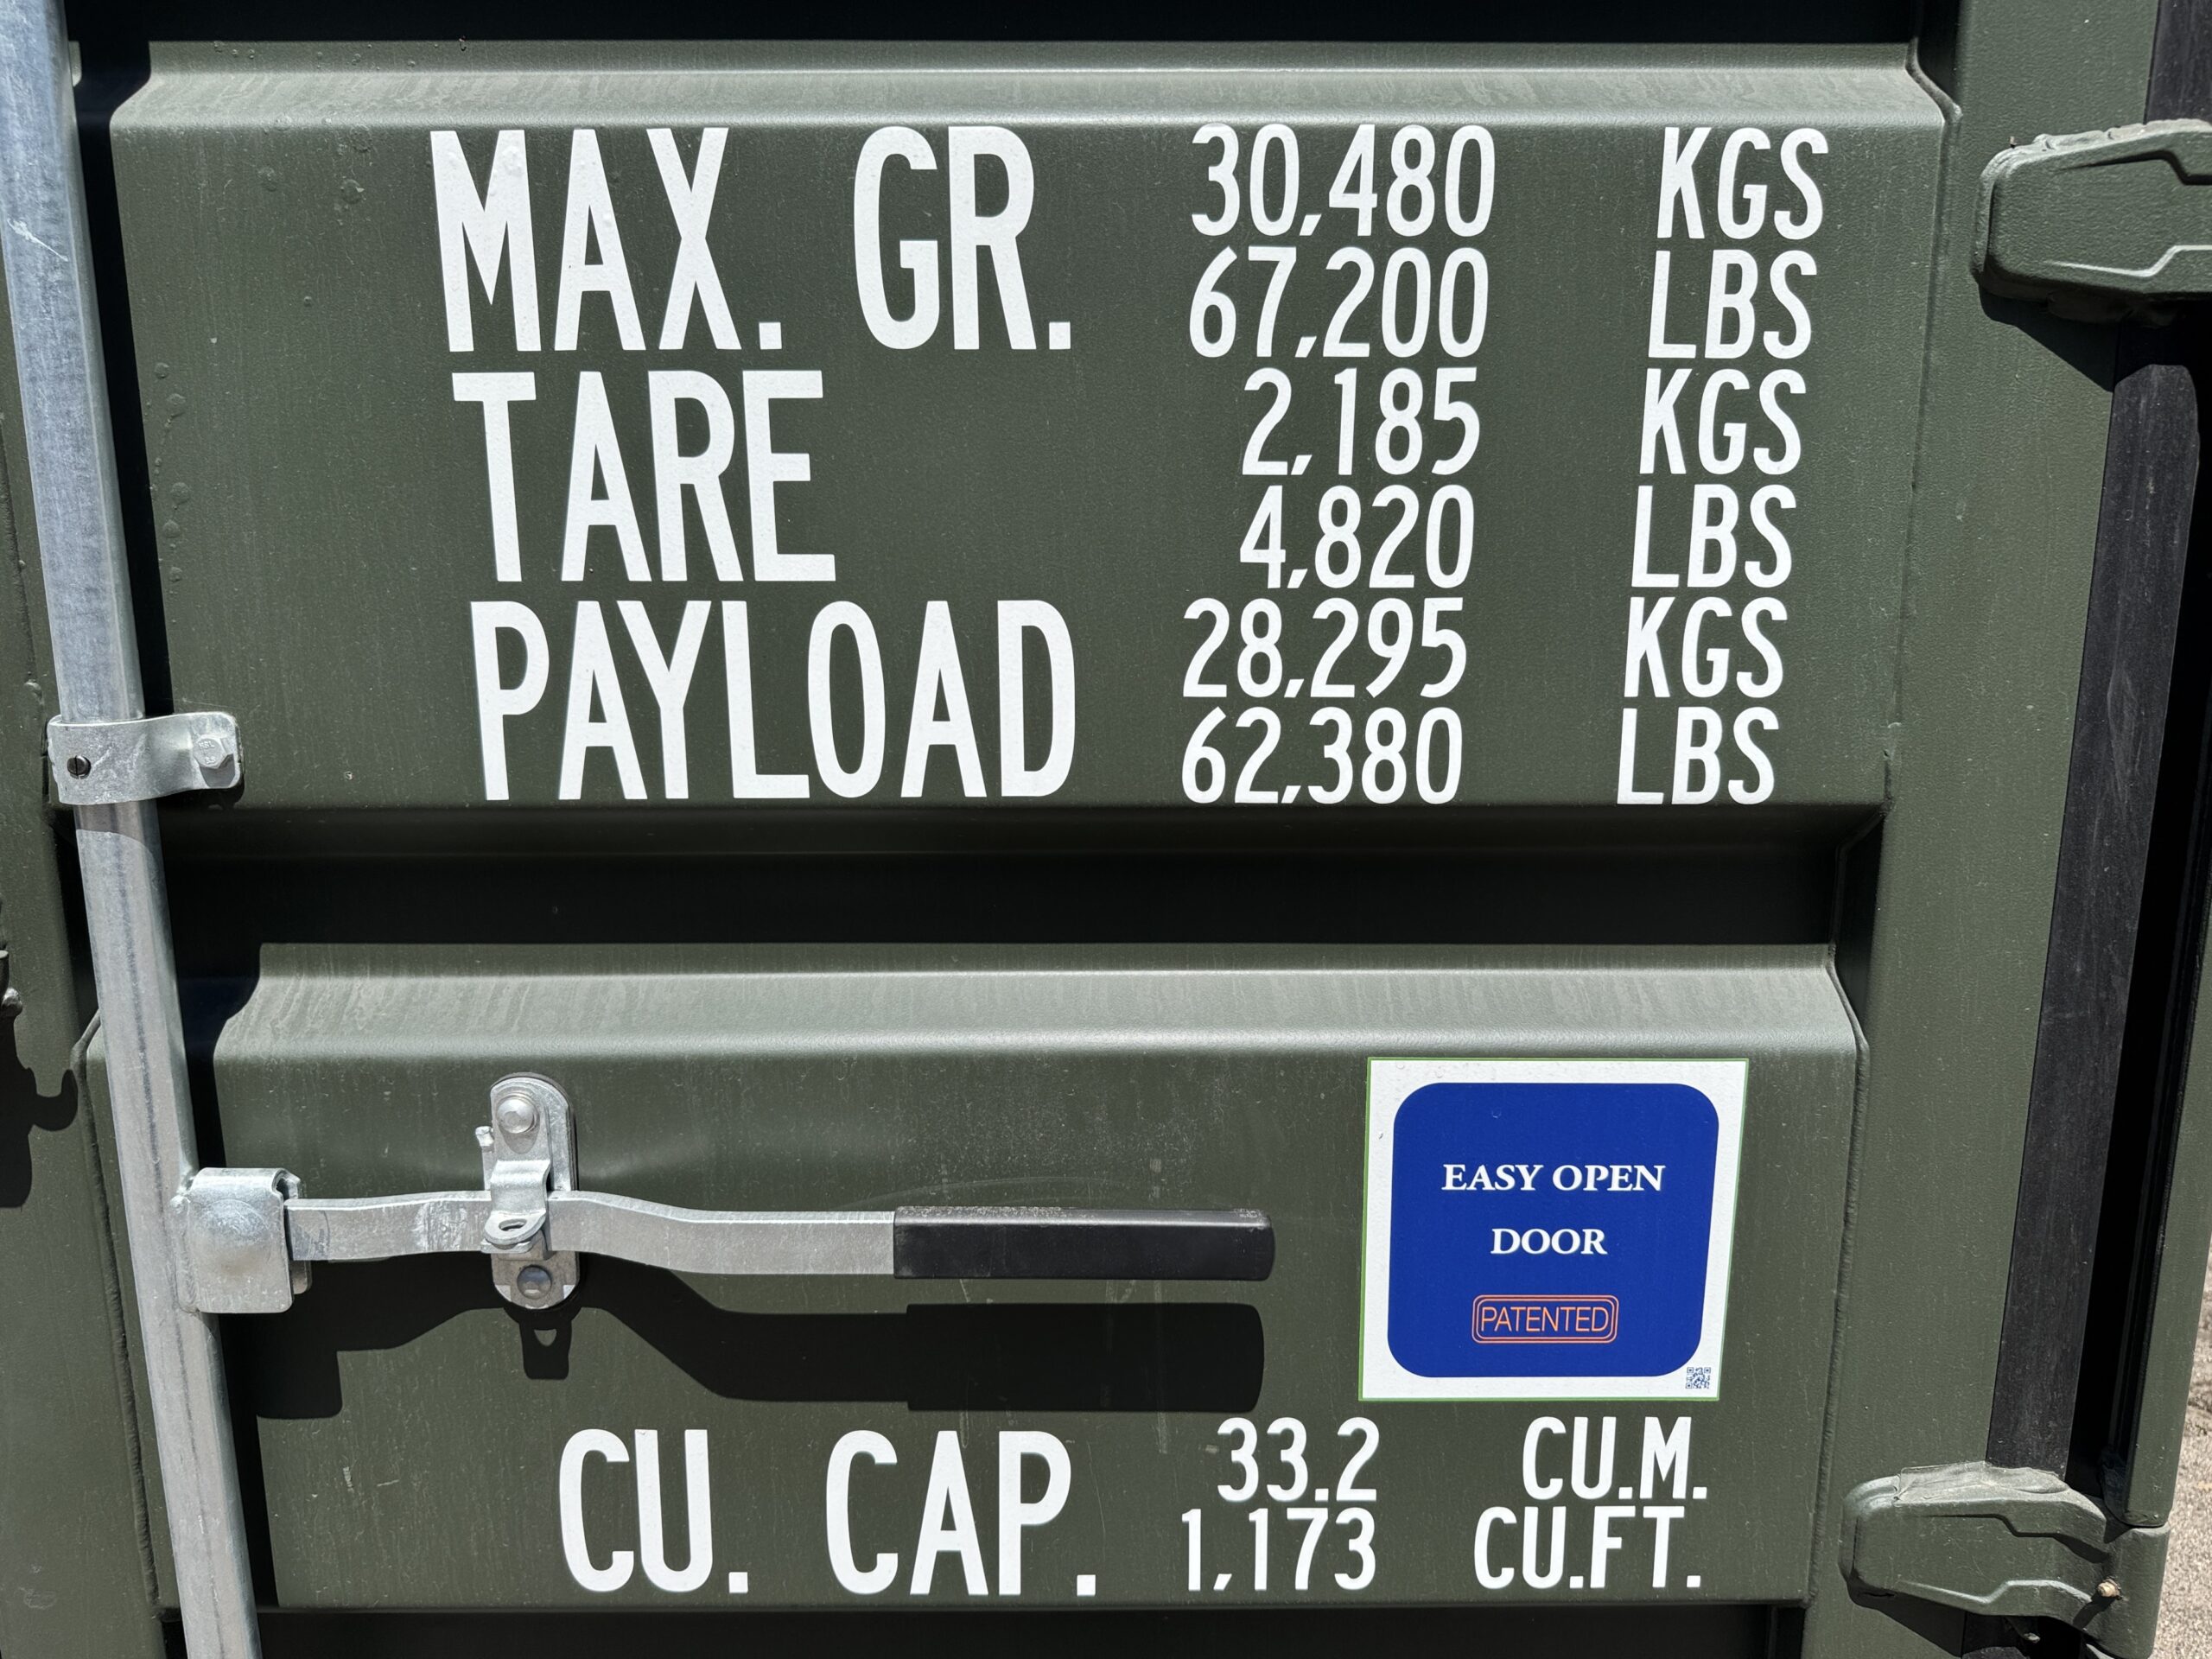 MAX. GR. 30,480 KGS
67,200 LBS
TARE 2,185 KGS
4,820 LBS
PAYLOAD 28,295 KGS
62,380 LBS
EASY OPEN
DOOR
PATENTED
CU. CAP. 33.2 CU.M.
1,173 CU.FT.